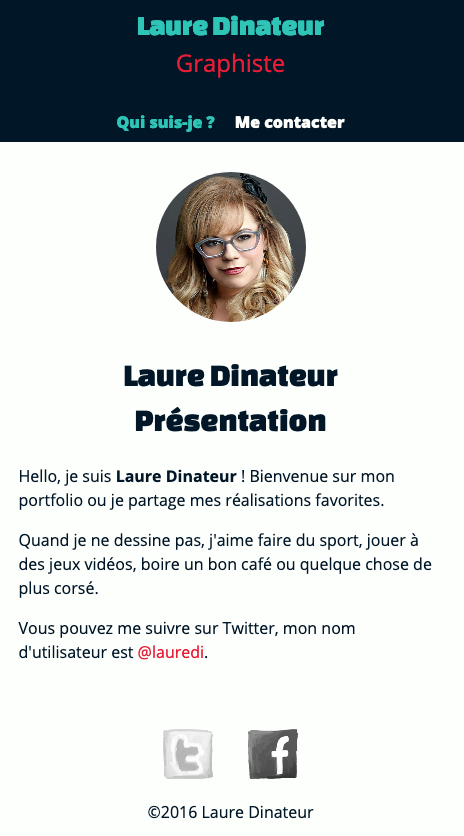 Laure Dinateur
Graphiste
Qui suis-je ? Me contacter
Laure Dinateur
Présentation
Hello, je suis Laure Dinateur ! Bienvenue sur mon
portfolio ou je partage mes réalisations favorites.
Quand je ne dessine pas, j'aime faire du sport, jouer à
des jeux vidéos, boire un bon café ou quelque chose de
plus corsé.
Vous pouvez me suivre sur Twitter, mon nom
d'utilisateur est @lauredi.
t f
©2016 Laure Dinateur